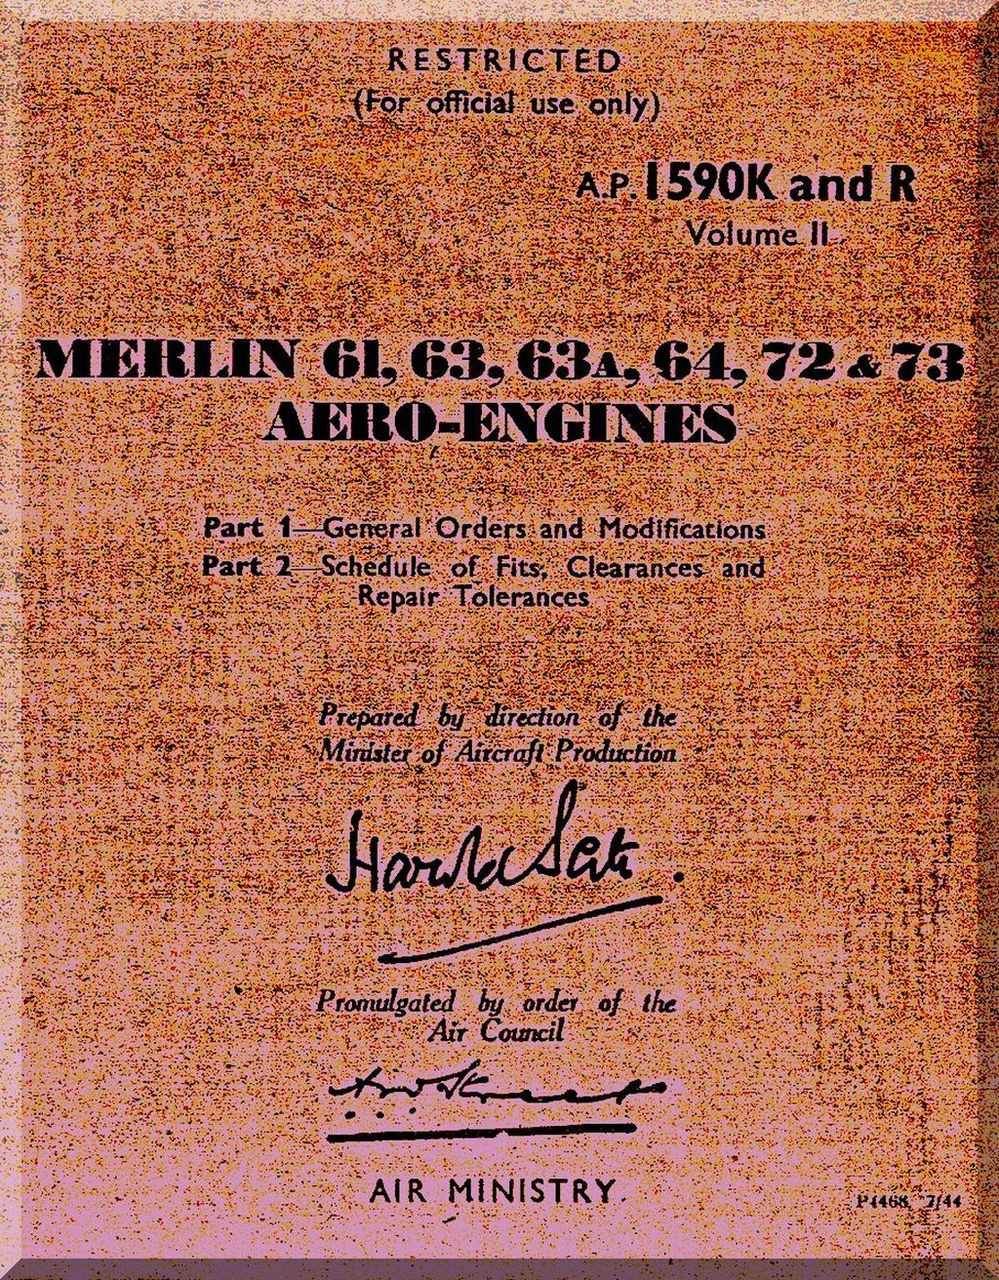 RESTRICTED
(For official use only)
A.P. 1590K and R
Volume II
MERLIN 61, 63, 63A, 64, 72 & 73
AERO-ENGINES
Part 1—General Orders and Modifications
Part 2—Schedule of Fits, Clearances and
Repair Tolerances
Prepared by direction of the
Minister of Aircraft Production
Harold
Promulgated by order of the
Air Council
AIR MINISTRY
P4468 7/44